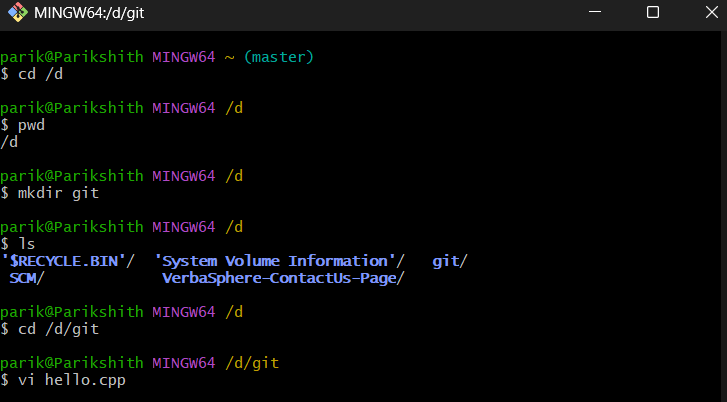 MINGW64:/d/git
parik@Parikshith MINGW64 ~ (master)
$ cd /d
parik@Parikshith MINGW64 /d
$ pwd
/d
parik@Parikshith MINGW64 /d
$ mkdir git
parik@Parikshith MINGW64 /d
$ ls
'$RECYCLE.BIN'/  'System Volume Information'/   git/
 SCM/             VerbaSphere-ContactUs-Page/
parik@Parikshith MINGW64 /d
$ cd /d/git
parik@Parikshith MINGW64 /d/git
$ vi hello.cpp